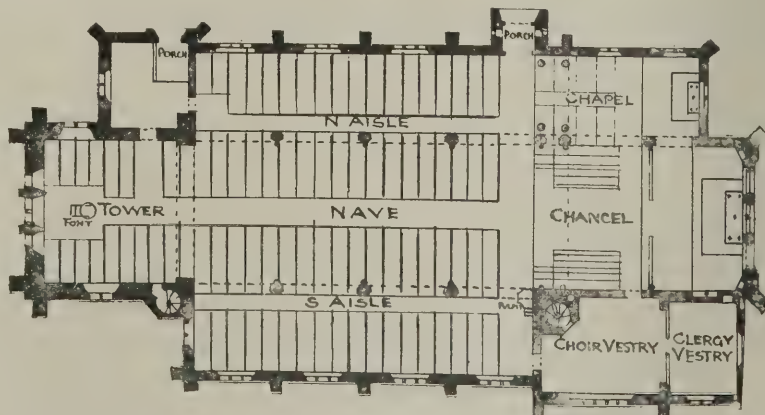 PORCH
PORCH
CHAPEL
N AISLE
FONT
TOWER
NAVE
CHANCEL
S AISLE
CHOIR VESTRY
CLERGY
VESTRY